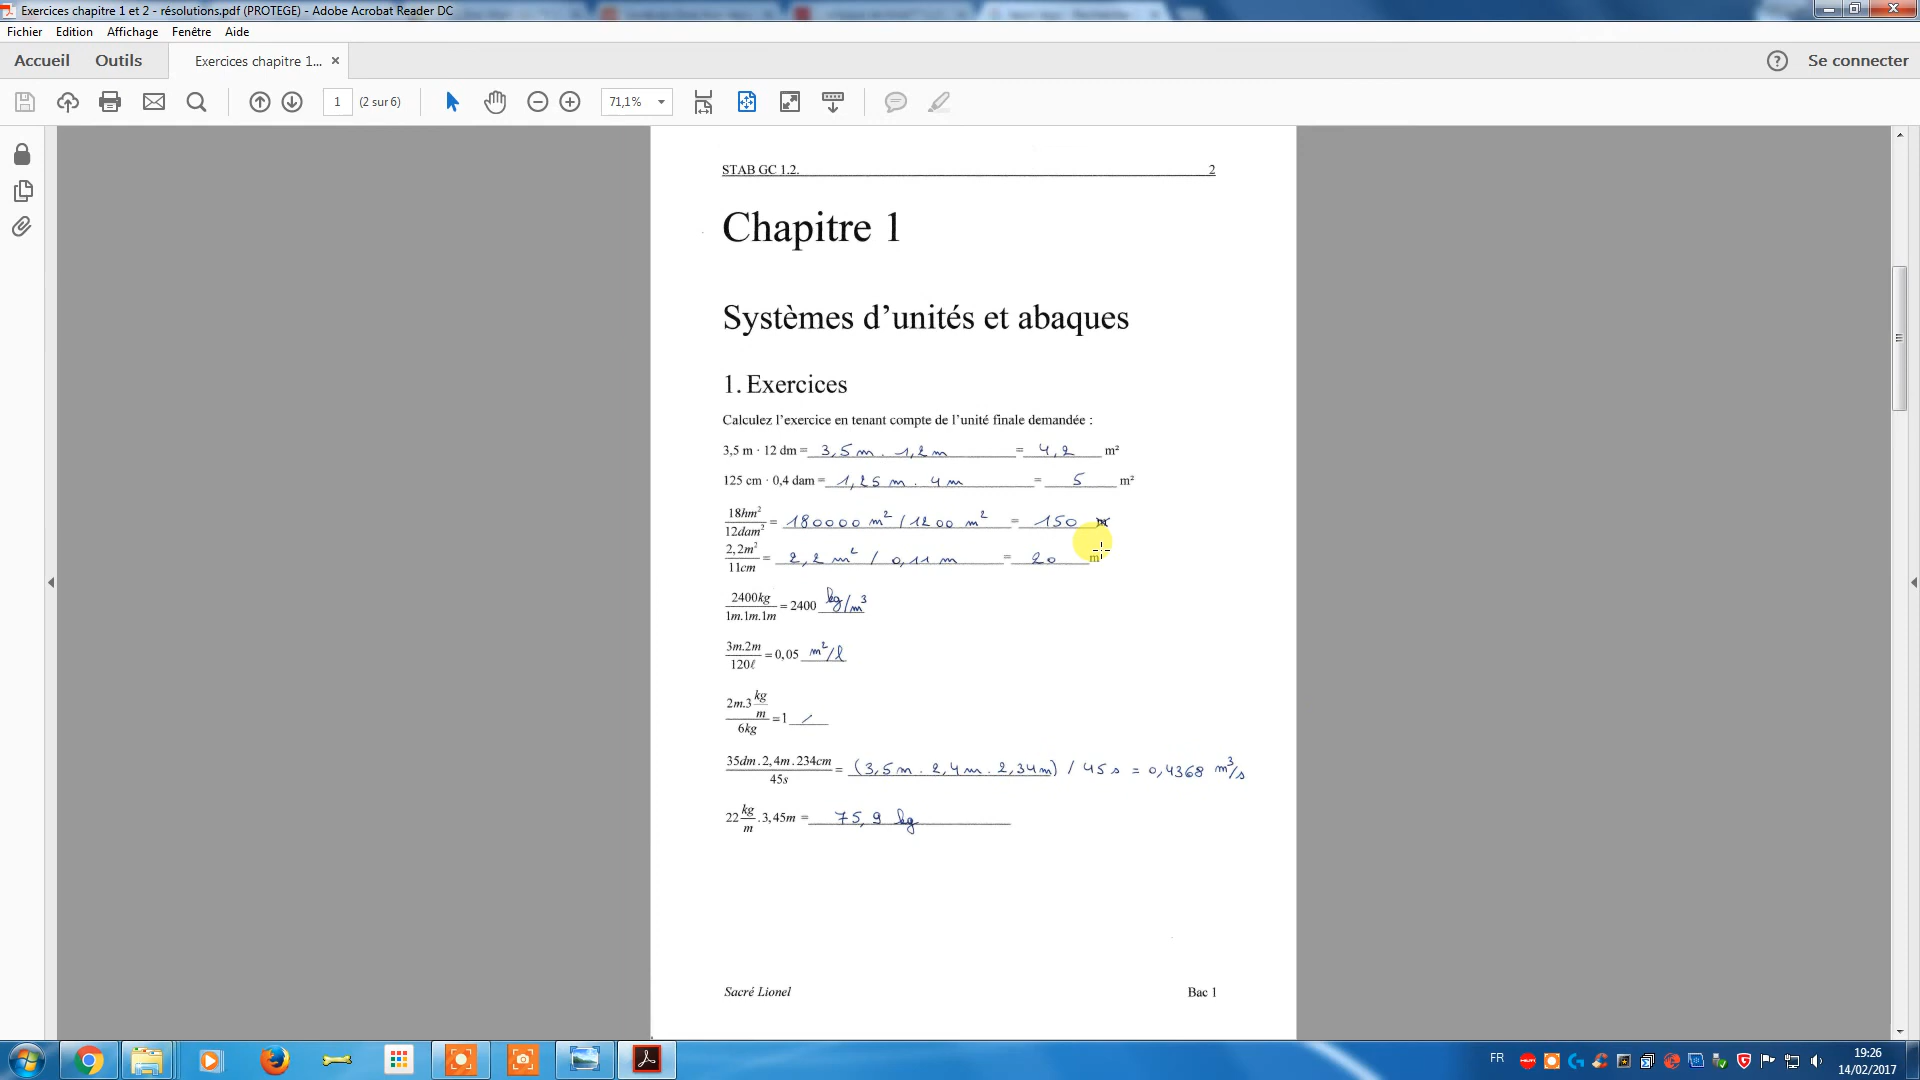 Exercices chapitre 1 et 2 - résolutions.pdf (PROTEGE) - Adobe Acrobat Reader DC
Fichier Edition Affichage Fenêtre Aide
Accueil Outils Exercices chapitre 1... × ? Se connecter
1 (2 sur 6) 71,1%
STAB GC 1.2. 2
Chapitre 1
Systèmes d'unités et abaques
1. Exercices
Calculez l'exercice en tenant compte de l'unité finale demandée :
3,5 m · 12 dm = 3,5 m . 1,2 m = 4,2 m²
125 cm · 0,4 dam = 1,25 m . 4 m = 5 m²
18hm²/12dam² = 180000 m² / 1200 m² = 150 m
2,2m²/11cm = 2,2 m² / 0,11 m = 20 m
2400kg/1m.1m.1m = 2400 kg/m³
3m.2m/120ℓ = 0,05 m²/l
2m.3 kg/m / 6kg = 1 /
35dm.2,4m.234cm/45s = (3,5 m . 2,4 m . 2,34 m) / 45 s = 0,4368 m³/s
22 kg/m .3,45m = 75,9 kg
Sacré Lionel Bac 1
FR 19:26
14/02/2017